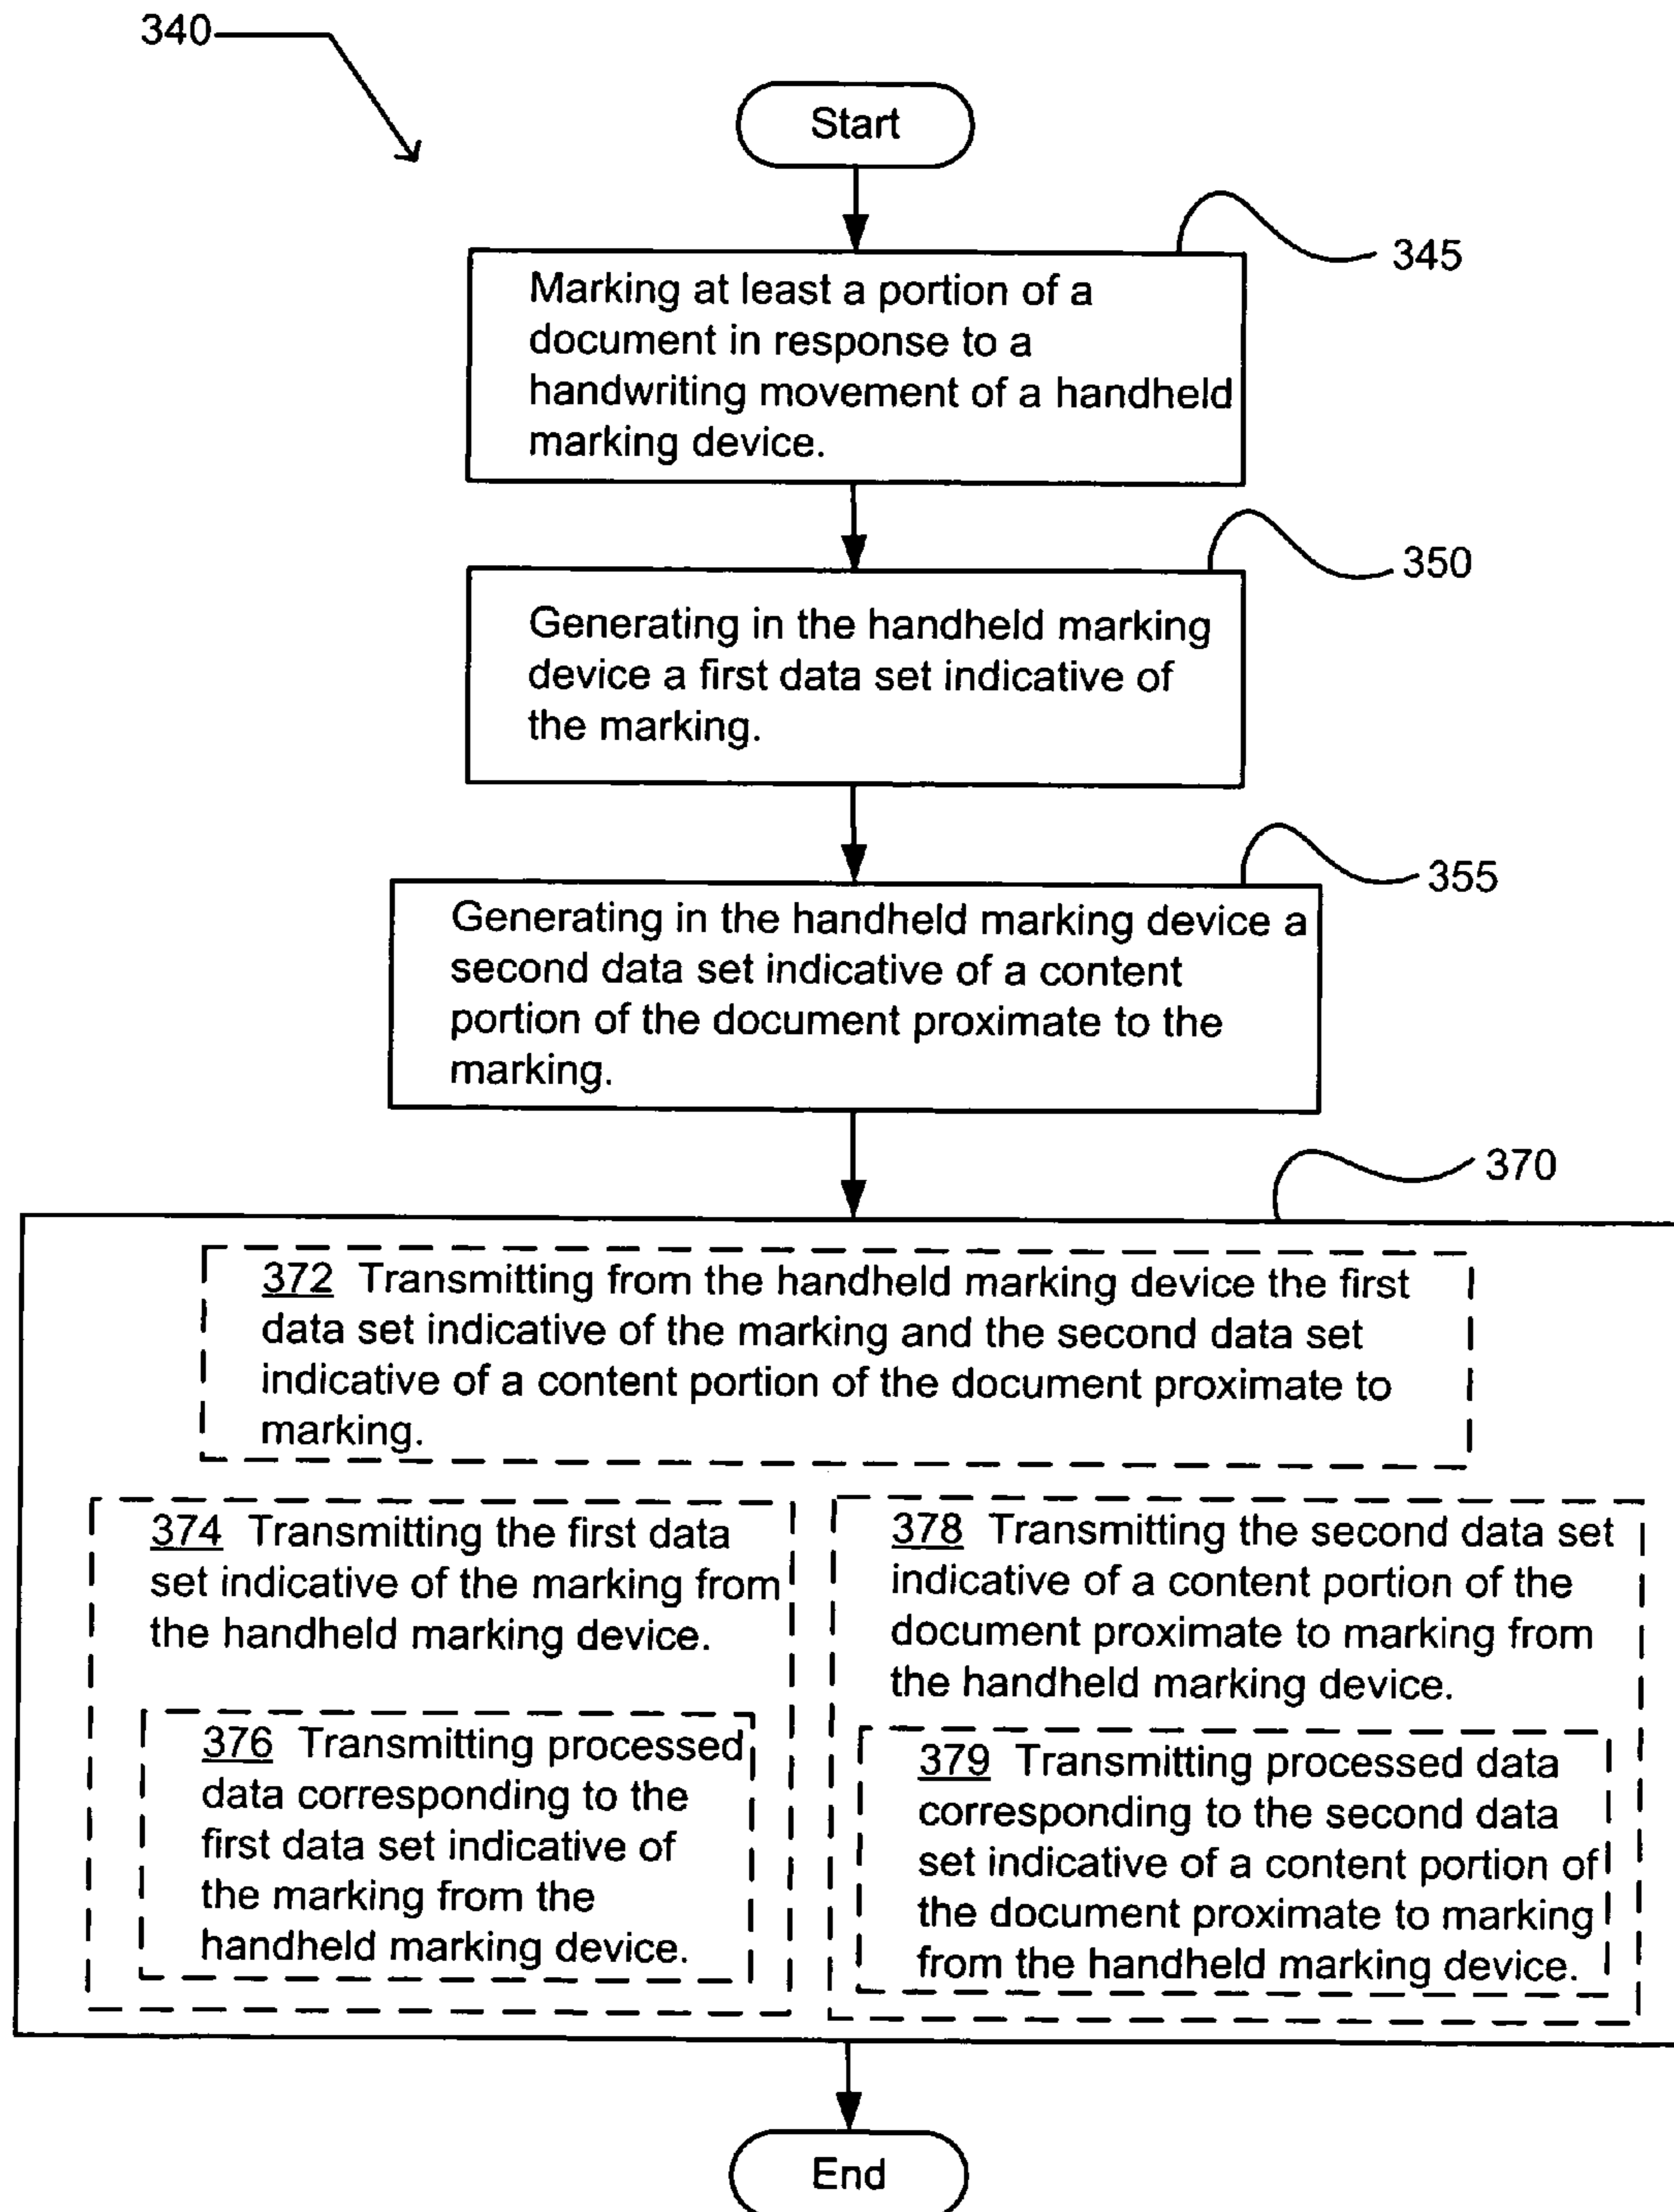 340
Start
345
Marking at least a portion of a
document in response to a
handwriting movement of a handheld
marking device.
350
Generating in the handheld marking
device a first data set indicative of
the marking.
355
Generating in the handheld marking device a
second data set indicative of a content
portion of the document proximate to the
marking.
370
372 Transmitting from the handheld marking device the first
data set indicative of the marking and the second data set
indicative of a content portion of the document proximate to
marking.
374 Transmitting the first data
set indicative of the marking from
the handheld marking device.
376 Transmitting processed
data corresponding to the
first data set indicative of
the marking from the
handheld marking device.
378 Transmitting the second data set
indicative of a content portion of the
document proximate to marking from
the handheld marking device.
379 Transmitting processed data
corresponding to the second data
set indicative of a content portion of
the document proximate to marking
from the handheld marking device.
End